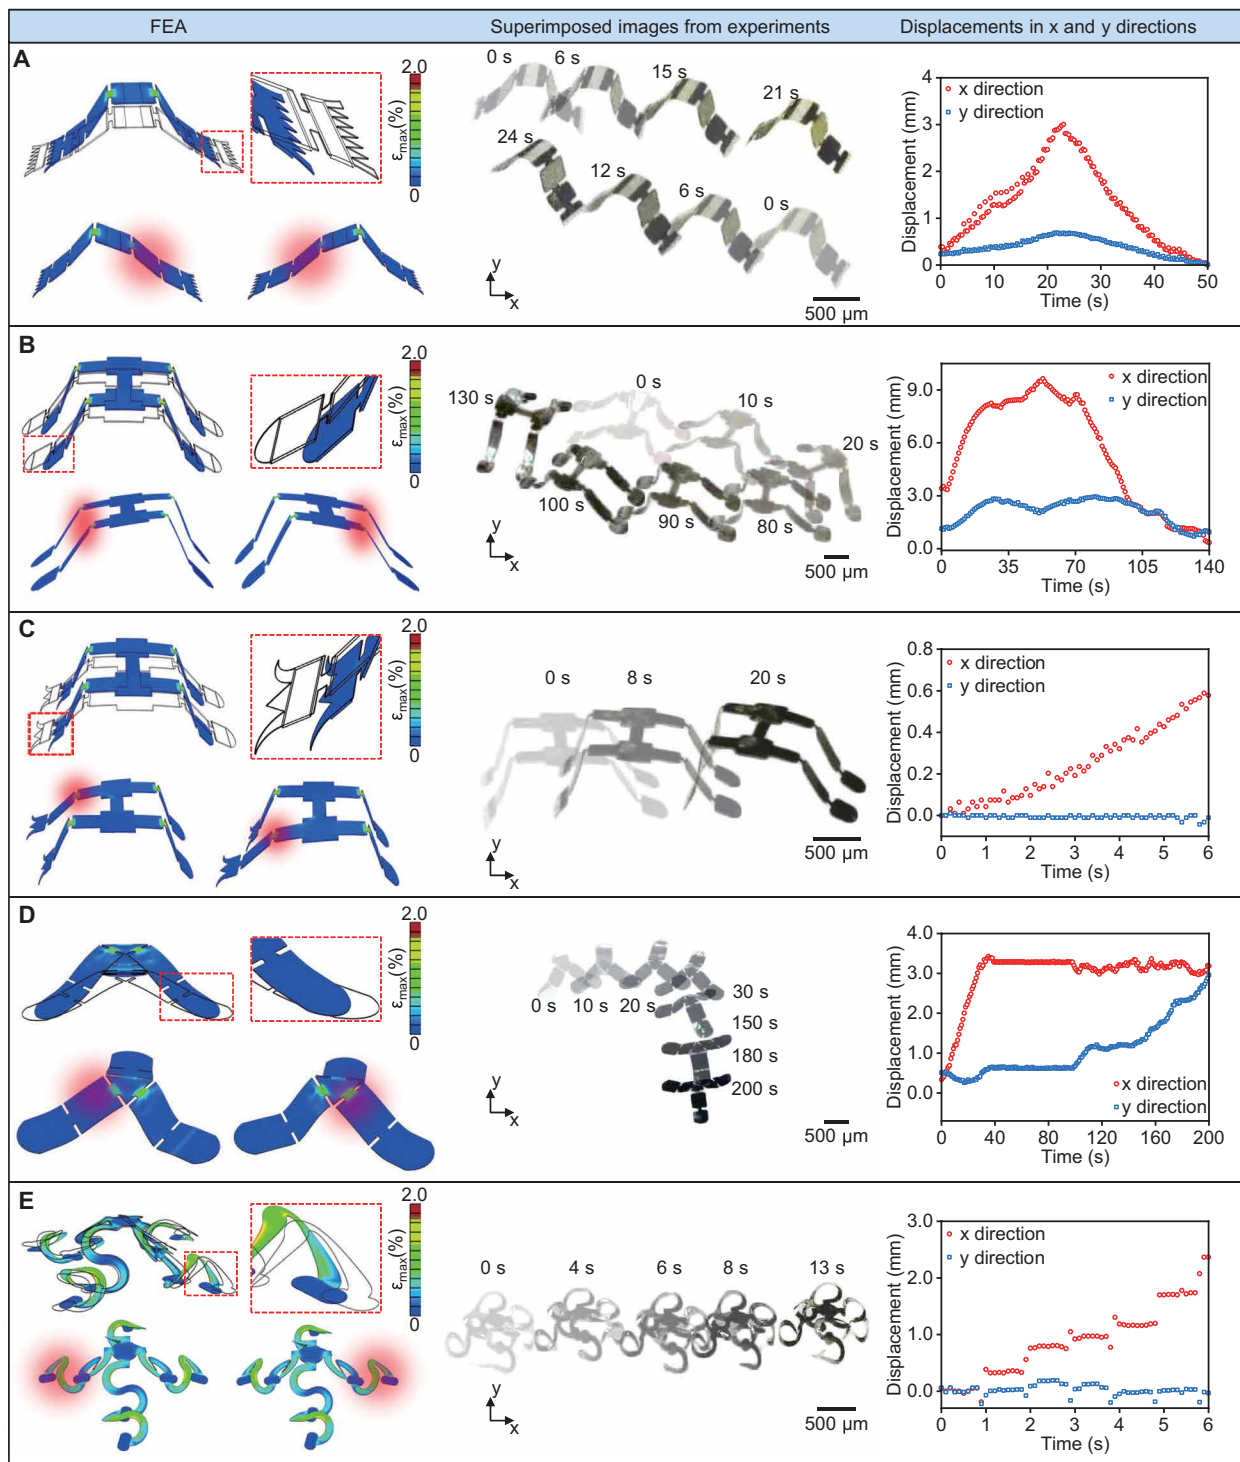 FEA
Superimposed images from experiments
Displacements in x and y directions
A
2.0
εmax(%)
0
0 s
6 s
15 s
21 s
24 s
12 s
6 s
0 s
y
x
500 µm
4
3
2
1
0
Displacement (mm)
x direction
y direction
0 10 20 30 40 50
Time (s)
B
2.0
εmax(%)
0
0 s
10 s
20 s
130 s
100 s
90 s
80 s
y
x
500 µm
9.0
6.0
3.0
0.0
Displacement (mm)
x direction
y direction
0 35 70 105 140
Time (s)
C
2.0
εmax(%)
0
0 s
8 s
20 s
y
x
500 µm
0.8
0.6
0.4
0.2
0.0
Displacement (mm)
x direction
y direction
0 1 2 3 4 5 6
Time (s)
D
2.0
εmax(%)
0
0 s
10 s
20 s
30 s
150 s
180 s
200 s
y
x
500 µm
4.0
3.0
2.0
1.0
0.0
Displacement (mm)
x direction
y direction
0 40 80 120 160 200
Time (s)
E
2.0
εmax(%)
0
0 s
4 s
6 s
8 s
13 s
y
x
500 µm
3.0
2.0
1.0
0.0
Displacement (mm)
x direction
y direction
0 1 2 3 4 5 6
Time (s)